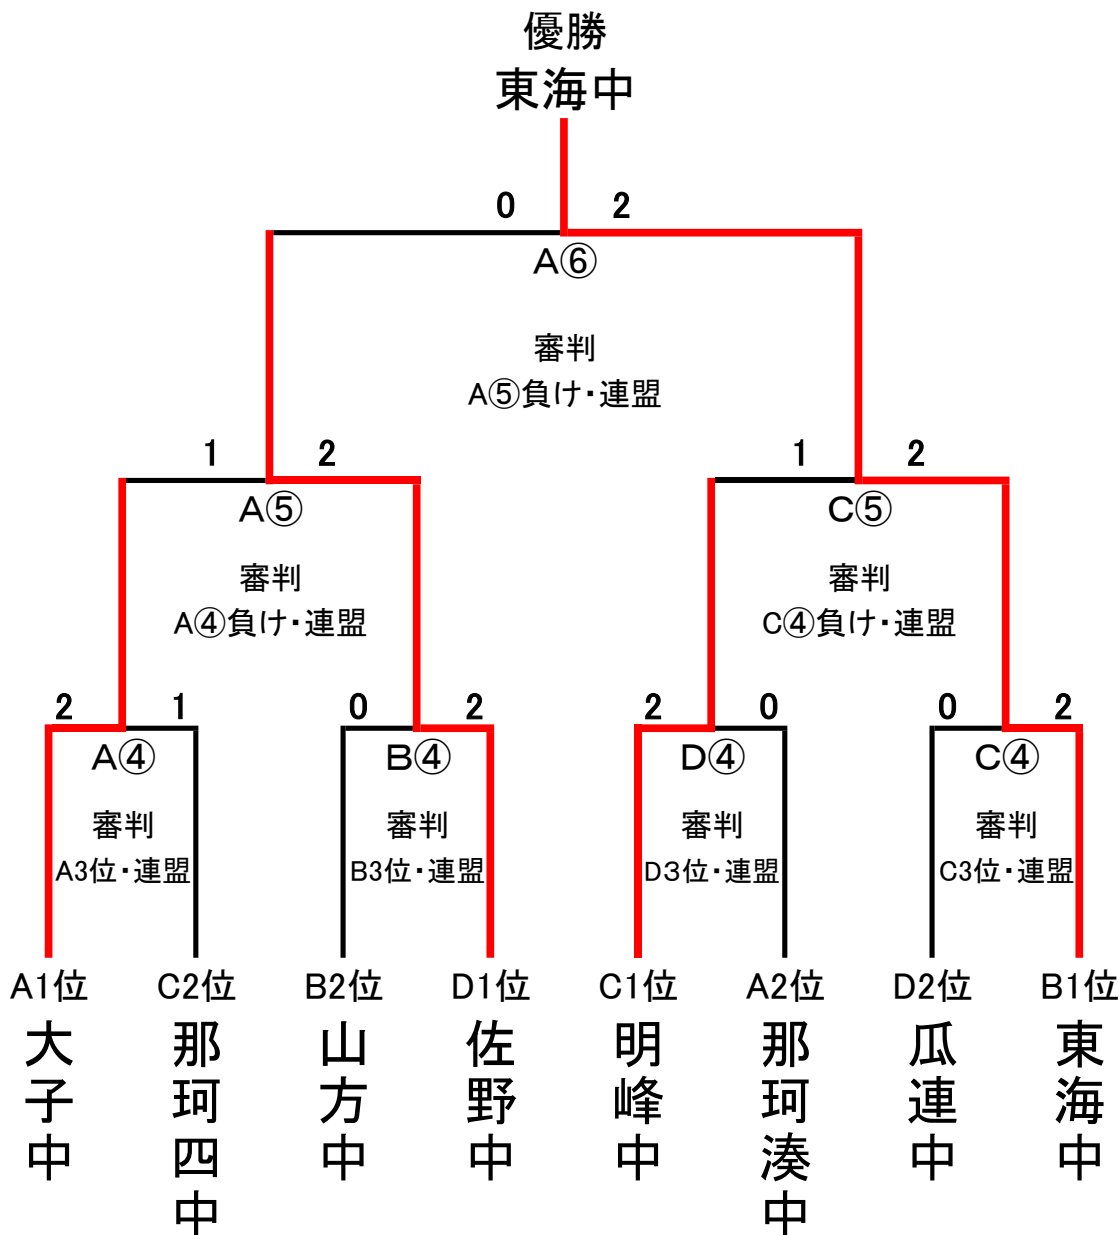 優勝
東海中
0 2
A⑥
審判
A⑤負け・連盟
1 2 1 2
A⑤ C⑤
審判 審判
A④負け・連盟 C④負け・連盟
2 1 0 2 2 0 0 2
A④ B④ D④ C④
審判 審判 審判 審判
A3位・連盟 B3位・連盟 D3位・連盟 C3位・連盟
A1位 C2位 B2位 D1位 C1位 A2位 D2位 B1位
大子中
那珂四中
山方中
佐野中
明峰中
那珂湊中
瓜連中
東海中